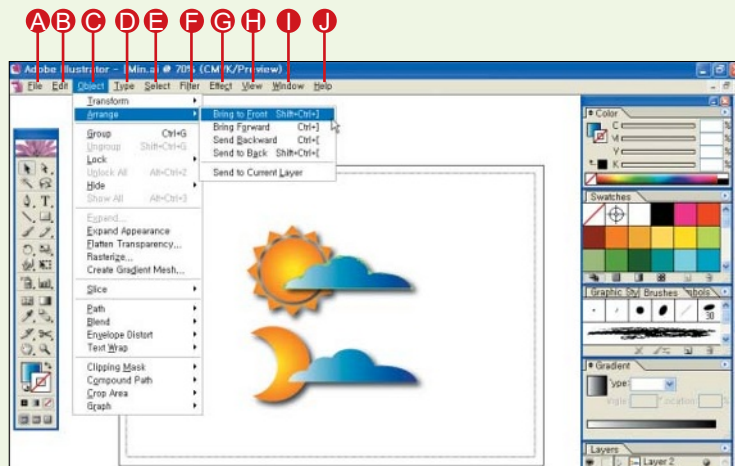 A B C D E F G H I J
Adobe Illustrator - [Min.ai @ 70% (CMYK/Preview)
File Edit Object Type Select Filter Effect View Window Help
Transform
Arrange
Group Ctrl+G
Ungroup Shift+Ctrl+G
Lock
Unlock All Alt+Ctrl+2
Hide
Show All Alt+Ctrl+3
Expand...
Expand Appearance
Flatten Transparency...
Rasterize...
Create Gradient Mesh...
Slice
Path
Blend
Envelope Distort
Text Wrap
Clipping Mask
Compound Path
Crop Area
Graph
Bring to Front Shift+Ctrl+]
Bring Forward Ctrl+]
Send Backward Ctrl+[
Send to Back Shift+Ctrl+[
Send to Current Layer
T
Color
C %
M %
Y %
K %
Swatches
Graphic Styl Brushes mbols
30
Gradient
Type:
Angle: Location: %
Layers
Layer 2